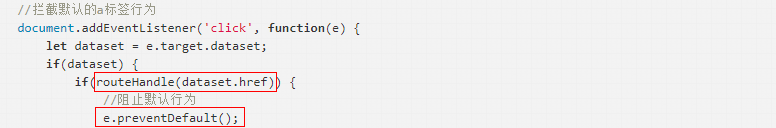 //拦截默认的a标签行为
document.addEventListener('click', function(e) {
let dataset = e.target.dataset;
if(dataset) {
if(routeHandle(dataset.href)) {
//阻止默认行为
e.preventDefault();